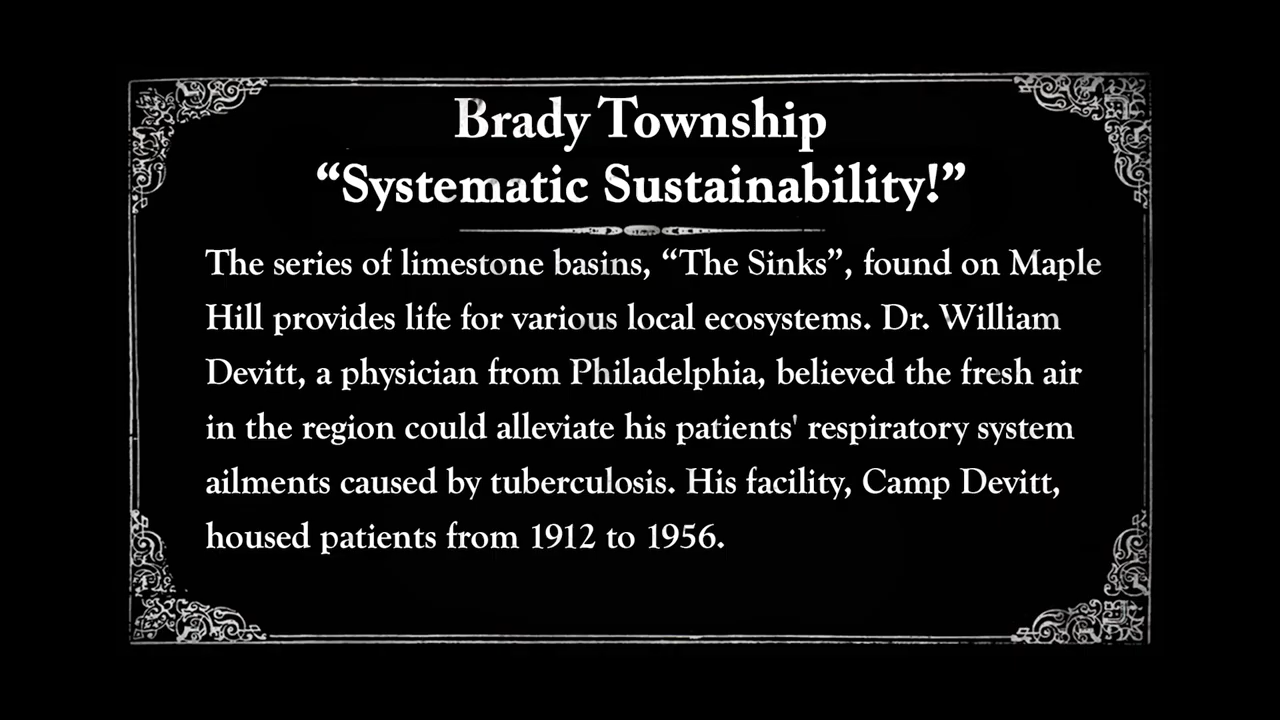 Brady Township
“Systematic Sustainability!”
The series of limestone basins, “The Sinks”, found on Maple
Hill provides life for various local ecosystems. Dr. William
Devitt, a physician from Philadelphia, believed the fresh air
in the region could alleviate his patients' respiratory system
ailments caused by tuberculosis. His facility, Camp Devitt,
housed patients from 1912 to 1956.